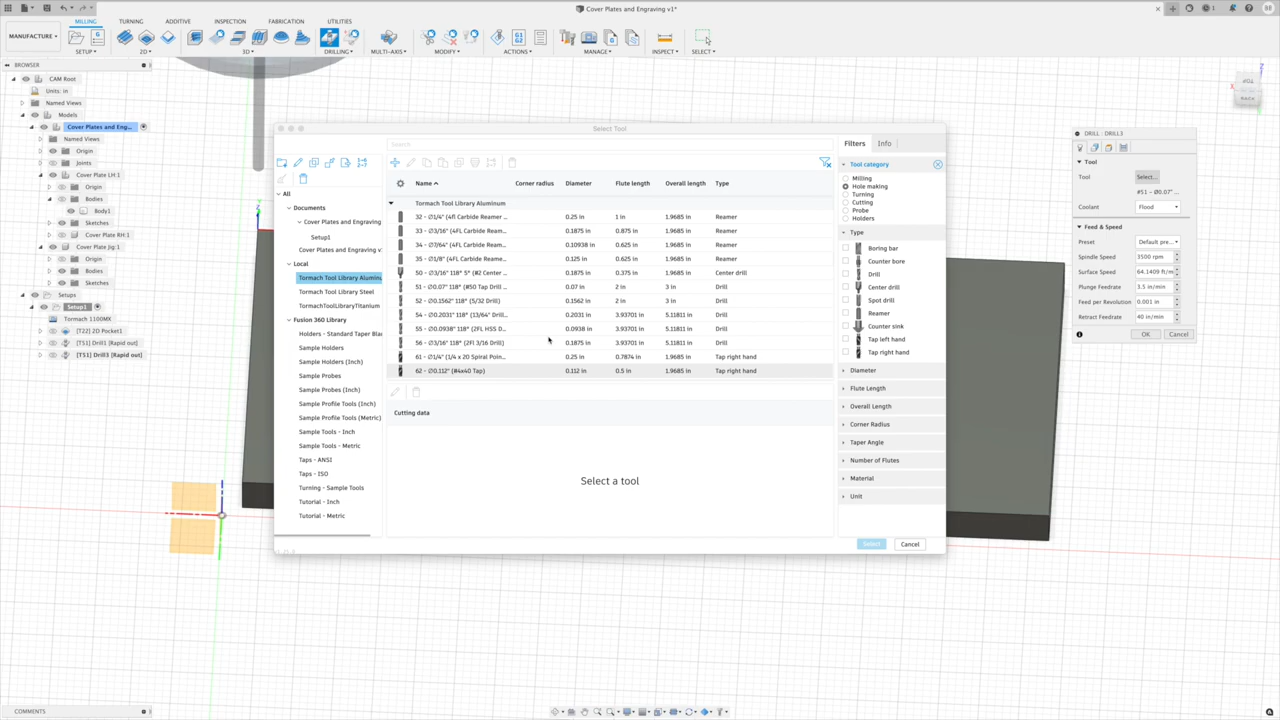 Cover Plates and Engraving v1*
1
MILLING TURNING ADDITIVE INSPECTION FABRICATION UTILITIES
MANUFACTURE
SETUP 2D 3D DRILLING MULTI-AXIS MODIFY ACTIONS MANAGE INSPECT SELECT
BROWSER
CAM Root
Units: in
Named Views
Models
Cover Plates and Eng...
Named Views
Origin
Joints
Cover Plate LH:1
Origin
Bodies
Body1
Sketches
Cover Plate RH:1
Cover Plate Jig:1
Origin
Bodies
Sketches
Setups
Setup1
Tormach 1100MX
[T22] 2D Pocket1
[T51] Drill1 [Rapid out]
[T51] Drill3 [Rapid out]
Select Tool
Search
All
Documents
Cover Plates and Engraving
Setup1
Cover Plates and Engraving v
Local
Tormach Tool Library Aluminu
Tormach Tool Library Steel
TormachToolLibraryTitanium
Fusion 360 Library
Holders - Standard Taper Bla
Sample Holders
Sample Holders (Inch)
Sample Probes
Sample Probes (Inch)
Sample Profile Tools (Inch)
Sample Profile Tools (Metric)
Sample Tools - Inch
Sample Tools - Metric
Taps - ANSI
Taps - ISO
Turning - Sample Tools
Tutorial - Inch
Tutorial - Metric
Name Corner radius Diameter Flute length Overall length Type
Tormach Tool Library Aluminum
32 - ∅1/4" (4fl Carbide Reamer ... 0.25 in 1 in 1.9685 in Reamer
33 - ∅3/16" (4FL Carbide Ream... 0.1875 in 0.875 in 1.9685 in Reamer
34 - ∅7/64" (4FL Carbide Ream... 0.10938 in 0.625 in 1.9685 in Reamer
35 - ∅1/8" (4FL Carbide Ream... 0.125 in 0.625 in 1.9685 in Reamer
50 - ∅3/16" 118° 5° (#2 Center ... 0.1875 in 0.375 in 1.9685 in Center drill
51 - ∅0.07" 118° (#50 Tap Drill ... 0.07 in 2 in 3 in Drill
52 - ∅0.1562" 118° (5/32 Drill) 0.1562 in 2 in 3 in Drill
54 - ∅0.2031" 118° (13/64" Drill... 0.2031 in 3.93701 in 5.11811 in Drill
55 - ∅0.0938" 118° (2FL HSS D... 0.0938 in 3.93701 in 5.11811 in Drill
56 - ∅3/16" 118° (2Fl 3/16 Drill) 0.1875 in 3.93701 in 5.11811 in Drill
61 - ∅1/4" (1/4 x 20 Spiral Poin... 0.25 in 0.7874 in 1.9685 in Tap right hand
62 - ∅0.112" (#4x40 Tap) 0.112 in 0.5 in 1.9685 in Tap right hand
Cutting data
Select a tool
Filters Info
Tool category
Milling
Hole making
Turning
Cutting
Probe
Holders
Type
Boring bar
Counter bore
Drill
Center drill
Spot drill
Reamer
Counter sink
Tap left hand
Tap right hand
Diameter
Flute Length
Overall Length
Corner Radius
Taper Angle
Number of Flutes
Material
Unit
Select Cancel
BACK
DRILL : DRILL3
Tool
Tool Select...
#51 - ∅0.07" ...
Coolant Flood
Feed & Speed
Preset Default pre...
Spindle Speed 3500 rpm
Surface Speed 64.1409 ft/m
Plunge Feedrate 3.5 in/min
Feed per Revolution 0.001 in
Retract Feedrate 40 in/min
OK Cancel
COMMENTS